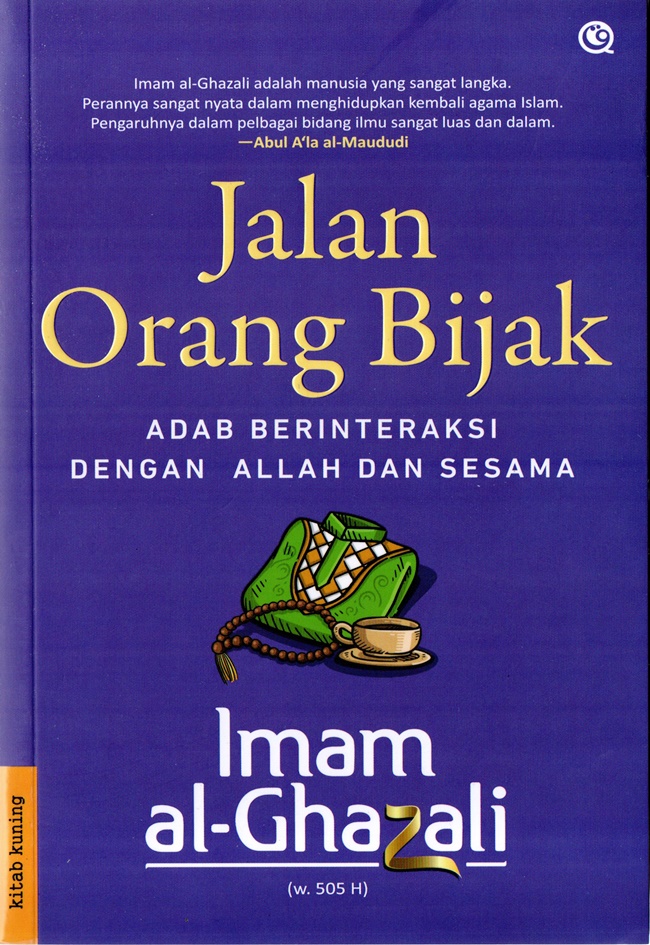 Imam al-Ghazali adalah manusia yang sangat langka.
Perannya sangat nyata dalam menghidupkan kembali agama Islam.
Pengaruhnya dalam pelbagai bidang ilmu sangat luas dan dalam.
—Abul A‘la al-Maududi
Jalan
Orang Bijak
ADAB BERINTERAKSI
DENGAN ALLAH DAN SESAMA
Imam
al-Ghazali
(w. 505 H)
kitab kuning